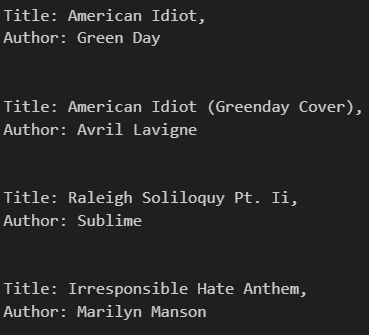 Title: American Idiot,
Author: Green Day
Title: American Idiot (Greenday Cover),
Author: Avril Lavigne
Title: Raleigh Soliloquy Pt. Ii,
Author: Sublime
Title: Irresponsible Hate Anthem,
Author: Marilyn Manson